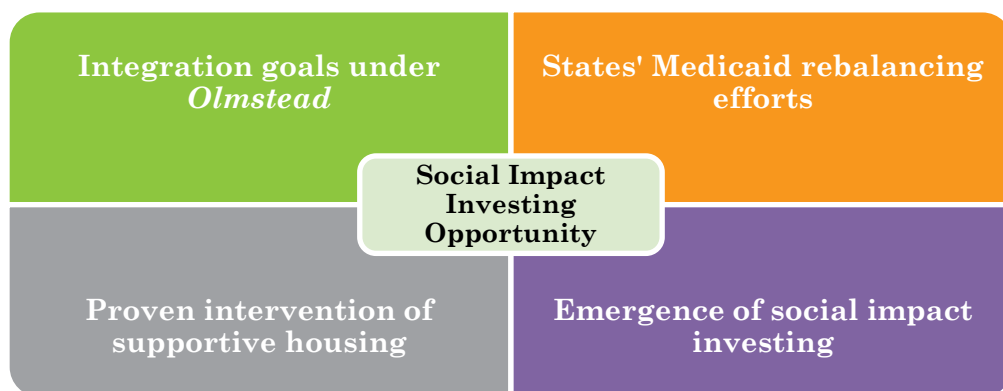 Integration goals under
Olmstead
States' Medicaid rebalancing
efforts
Social Impact
Investing
Opportunity
Proven intervention of
supportive housing
Emergence of social impact
investing